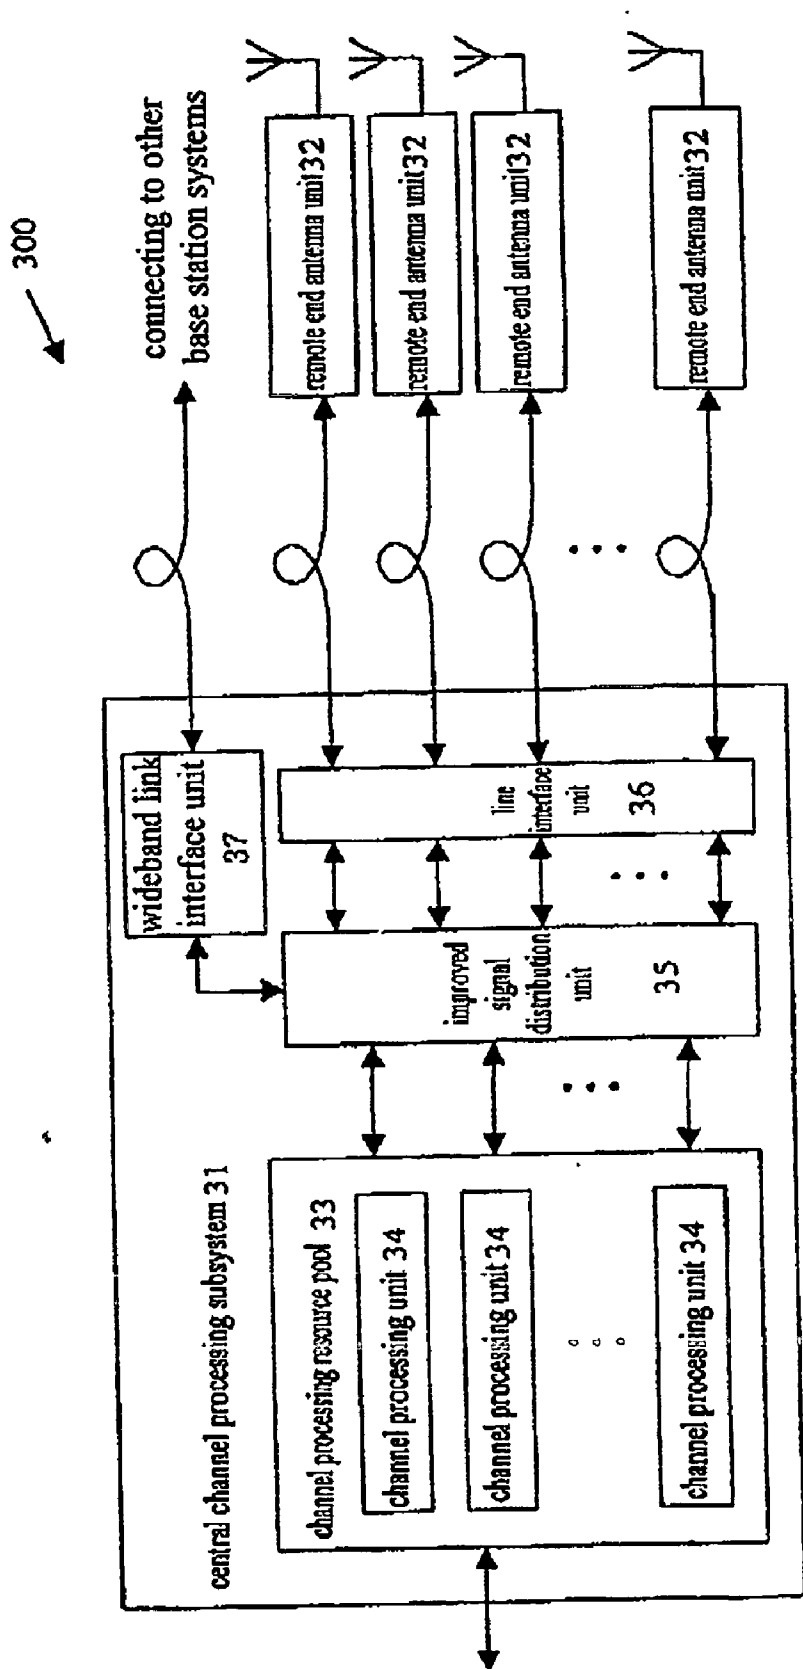 300
connecting to other
base station systems
remote end antenna unit32
remote end antenna unit32
remote end antenna unit32
remote end antenna unit32
wideband link
interface unit
37
line
interface
unit
36
improved
signal
distribution
unit
35
central channel processing subsystem 31
channel processing resource pool 33
channel processing unit 34
channel processing unit 34
channel processing unit 34